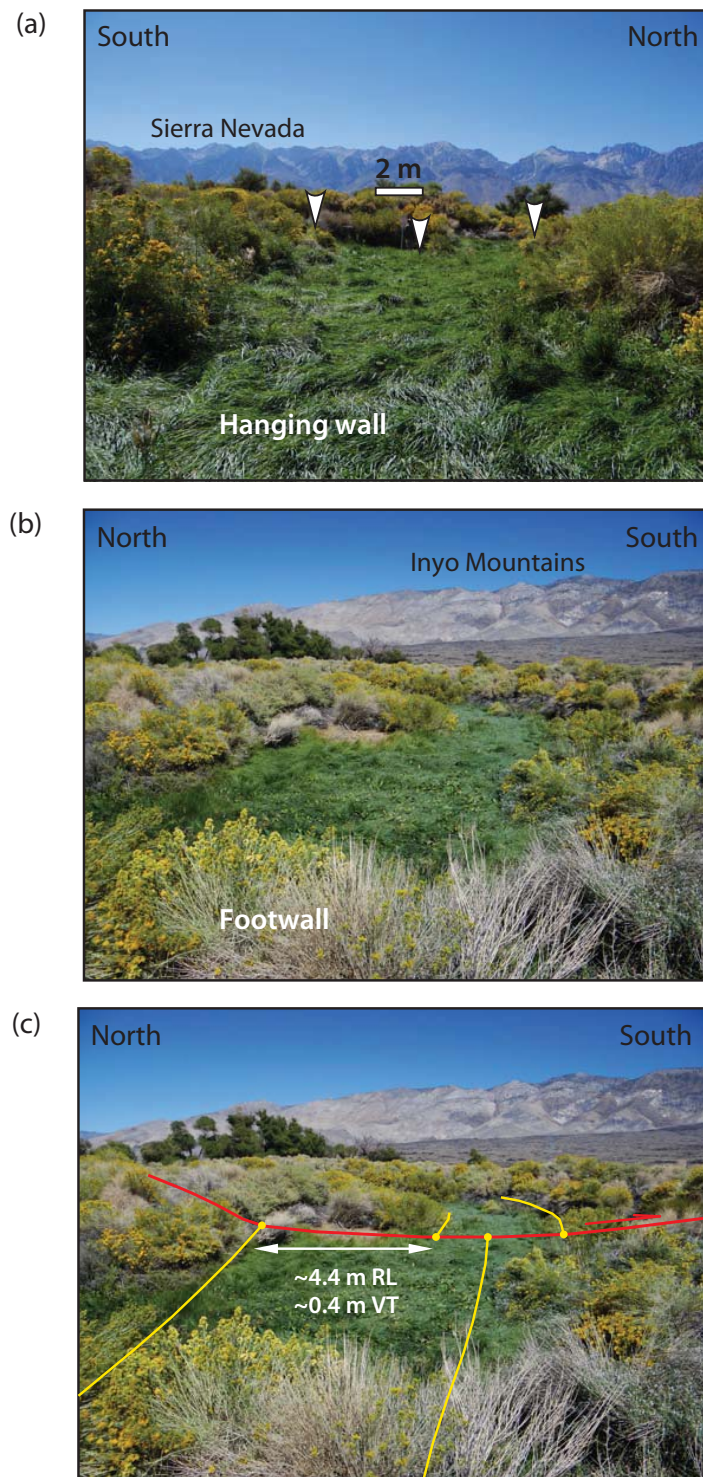 (a)
South North
Sierra Nevada
2 m
Hanging wall
(b)
North South
Inyo Mountains
Footwall
(c)
North South
~4.4 m RL
~0.4 m VT